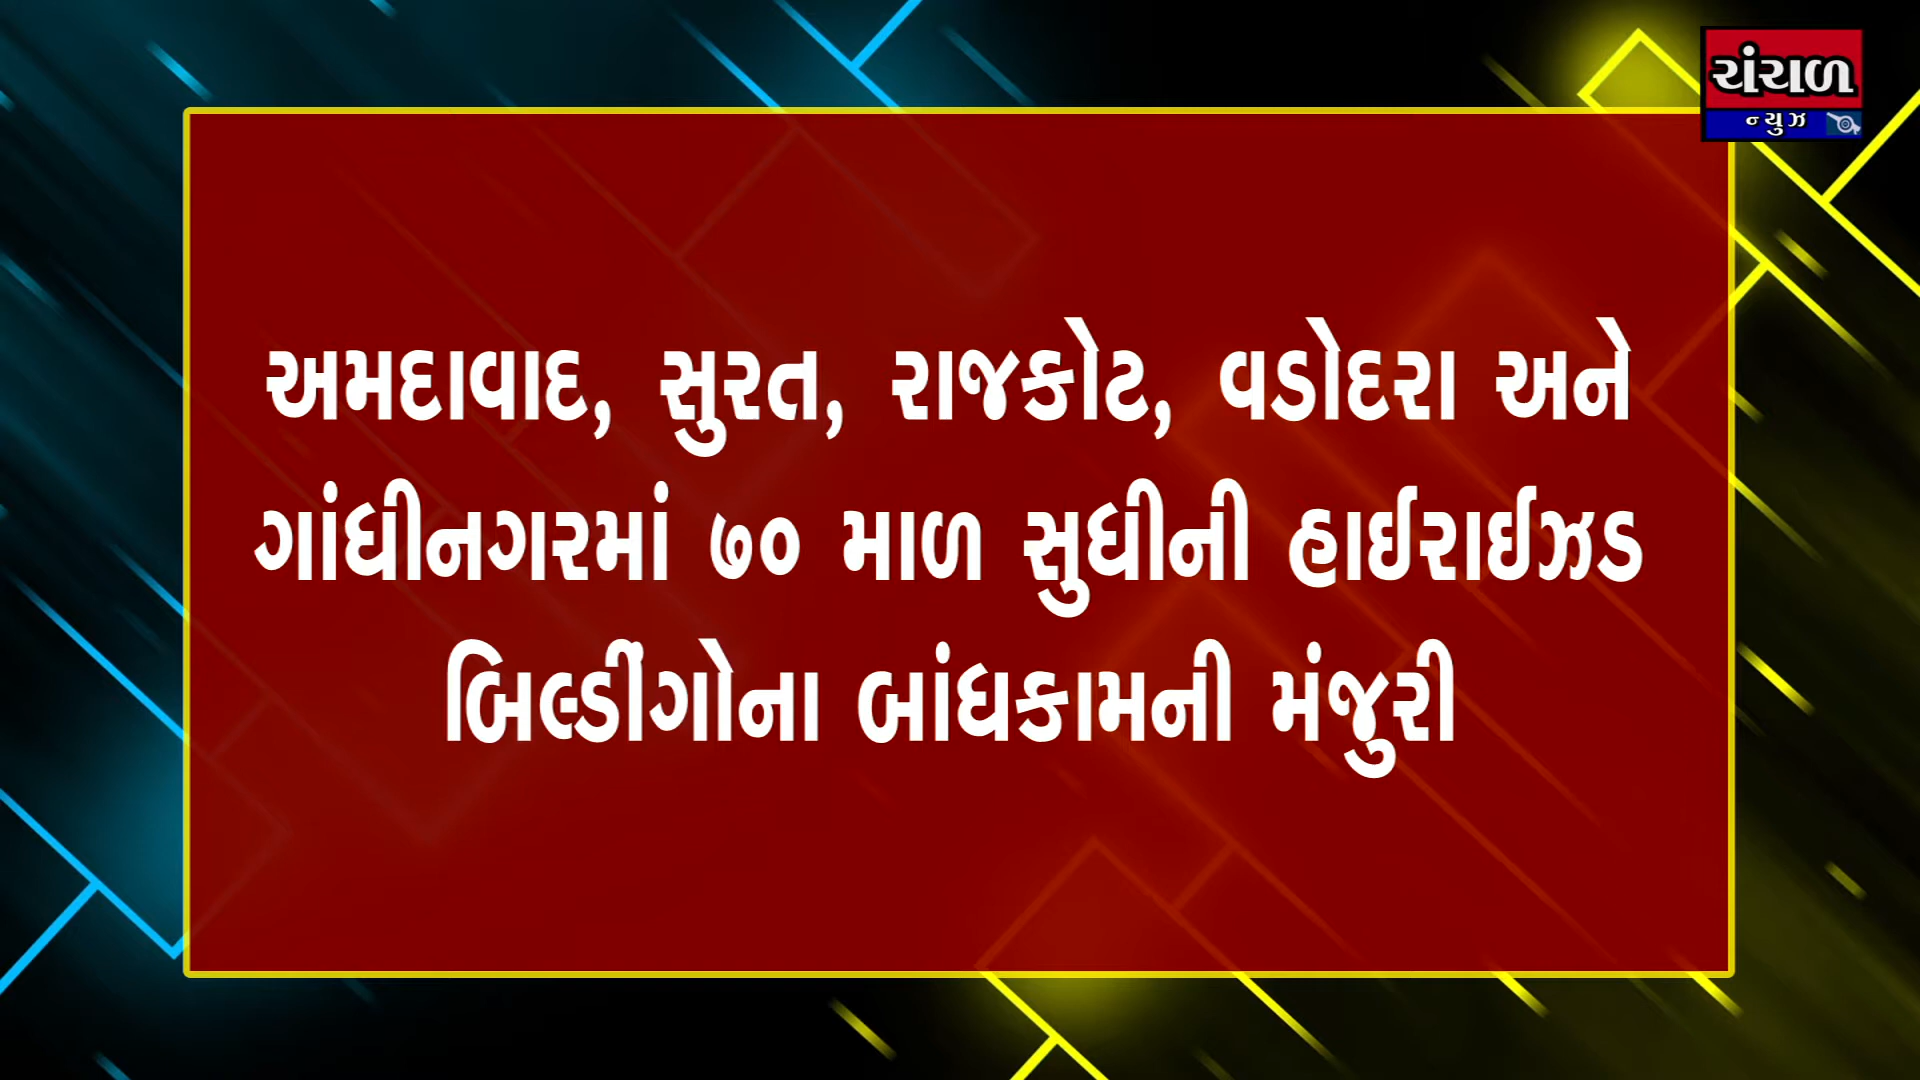 ચંચળ
ન્યુઝ
અમદાવાદ, સુરત, રાજકોટ, વડોદરા અને
ગાંધીનગરમાં ૭૦ માળ સુધીની હાઈરાઈઝડ
બિલ્ડીંગોના બાંધકામની મંજુરી